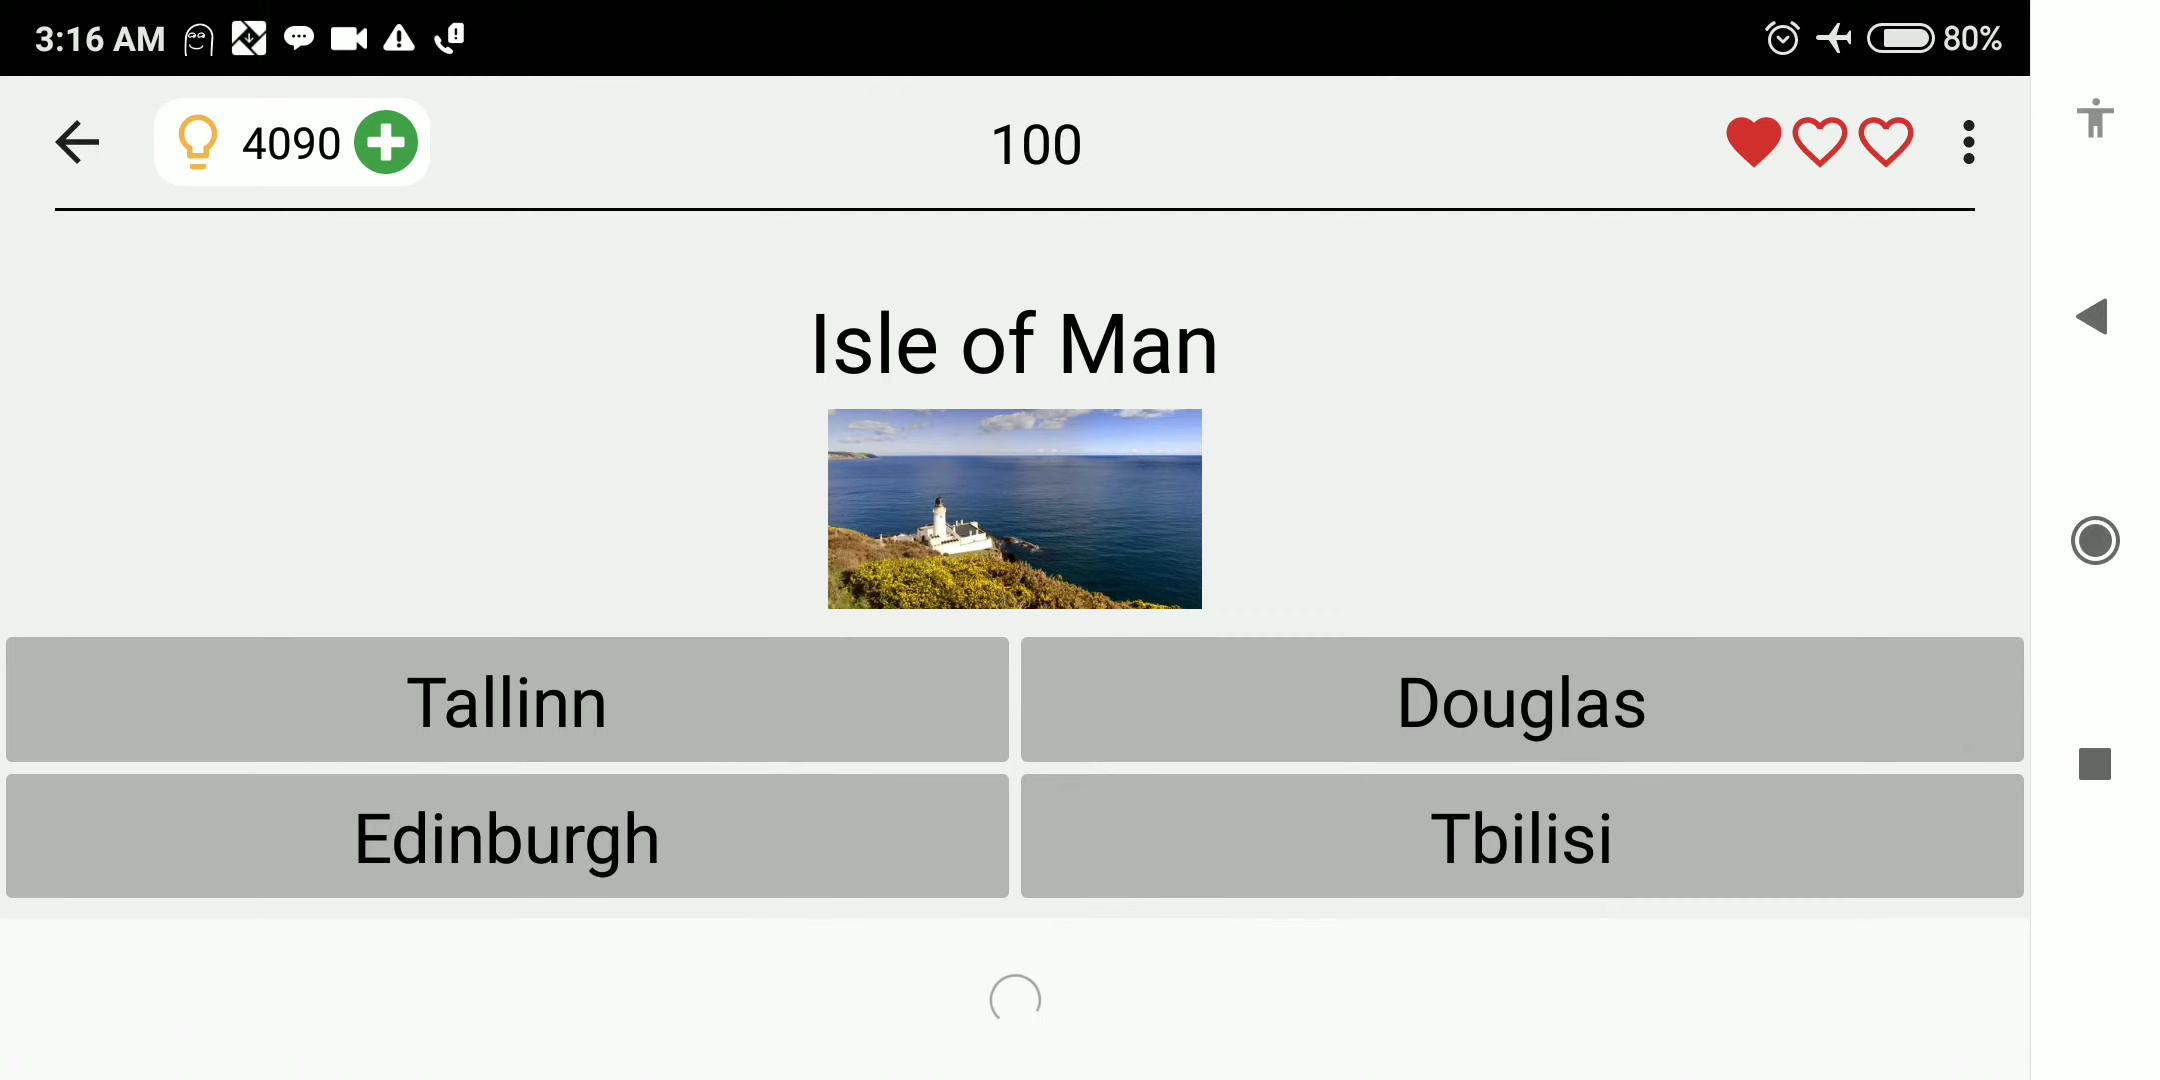 3:16 AM
80%
4090
100
Isle of Man
Tallinn
Douglas
Edinburgh
Tbilisi